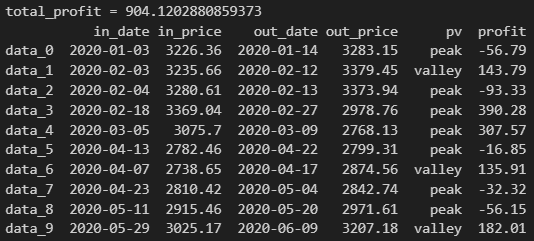 total_profit = 904.1202880859373
in_date in_price out_date out_price pv profit
data_0 2020-01-03 3226.36 2020-01-14 3283.15 peak -56.79
data_1 2020-02-03 3235.66 2020-02-12 3379.45 valley 143.79
data_2 2020-02-04 3280.61 2020-02-13 3373.94 peak -93.33
data_3 2020-02-18 3369.04 2020-02-27 2978.76 peak 390.28
data_4 2020-03-05 3075.7 2020-03-09 2768.13 peak 307.57
data_5 2020-04-13 2782.46 2020-04-22 2799.31 peak -16.85
data_6 2020-04-07 2738.65 2020-04-17 2874.56 valley 135.91
data_7 2020-04-23 2810.42 2020-05-04 2842.74 peak -32.32
data_8 2020-05-11 2915.46 2020-05-20 2971.61 peak -56.15
data_9 2020-05-29 3025.17 2020-06-09 3207.18 valley 182.01